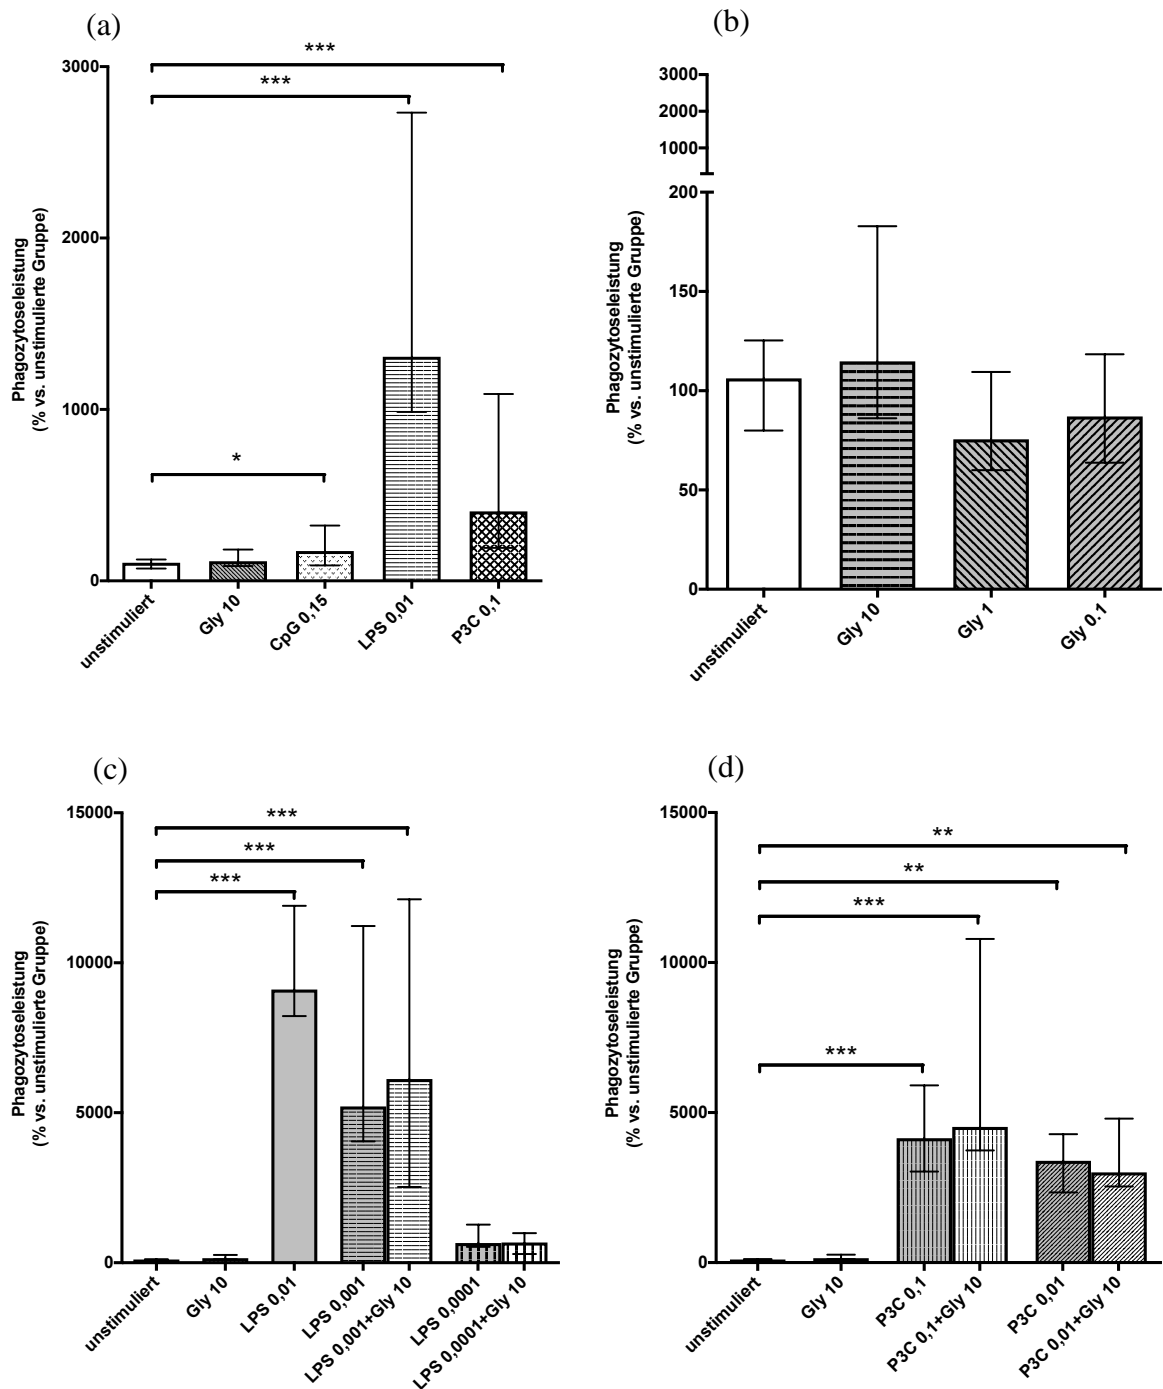 (a)
***
***
*
3000
2000
1000
0
Phagozytoseleistung
(% vs. unstimulierte Gruppe)
unstimuliert
Gly 10
CpG 0,15
LPS 0,01
P3C 0,1
(b)
3000
2000
1000
200
150
100
50
0
Phagozytoseleistung
(% vs. unstimulierte Gruppe)
unstimuliert
Gly 10
Gly 1
Gly 0.1
(c)
***
***
***
15000
10000
5000
0
Phagozytoseleistung
(% vs. unstimulierte Gruppe)
unstimuliert
Gly 10
LPS 0,01
LPS 0,001
LPS 0,001+Gly 10
LPS 0,0001
LPS 0,0001+Gly 10
(d)
**
**
***
***
15000
10000
5000
0
Phagozytoseleistung
(% vs. unstimulierte Gruppe)
unstimuliert
Gly 10
P3C 0,1
P3C 0,1+Gly 10
P3C 0,01
P3C 0,01+Gly 10